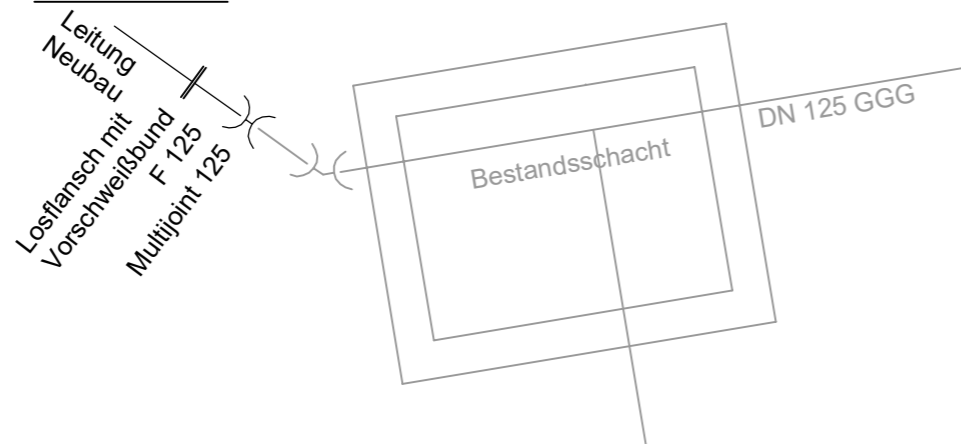 Leitung
Neubau
Losflansch mit
Vorschweißbund
F 125
Multijoint 125
Bestandsschacht
DN 125 GGG